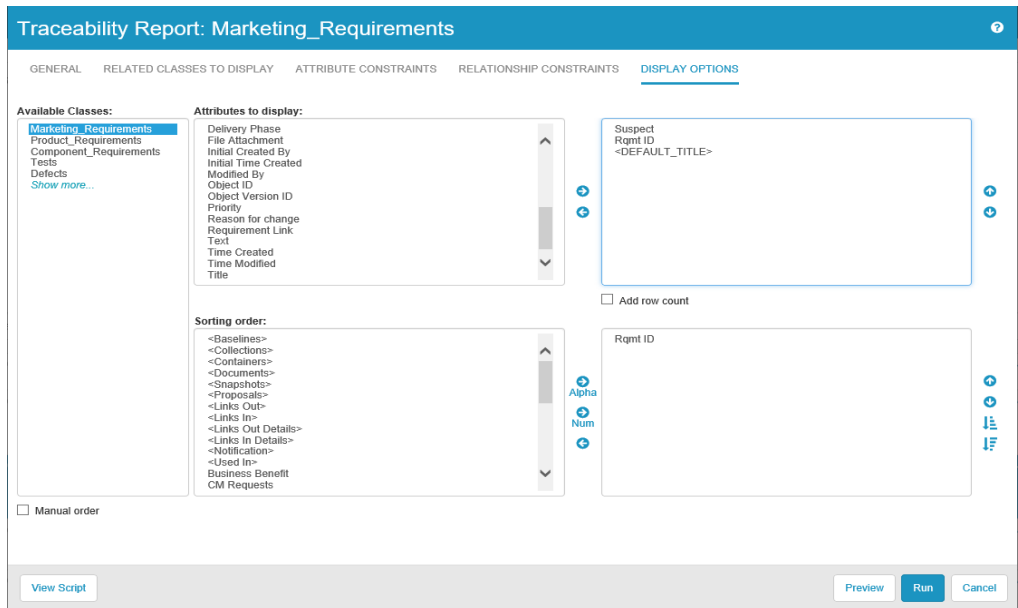 Traceability Report: Marketing_Requirements
?
GENERAL RELATED CLASSES TO DISPLAY ATTRIBUTE CONSTRAINTS RELATIONSHIP CONSTRAINTS DISPLAY OPTIONS
Available Classes:
Marketing_Requirements
Product_Requirements
Component_Requirements
Tests
Defects
Show more...
Attributes to display:
Delivery Phase
File Attachment
Initial Created By
Initial Time Created
Modified By
Object ID
Object Version ID
Priority
Reason for change
Requirement Link
Text
Time Created
Time Modified
Title
Suspect
Rqmt ID
<DEFAULT_TITLE>
Add row count
Sorting order:
<Baselines>
<Collections>
<Containers>
<Documents>
<Snapshots>
<Proposals>
<Links Out>
<Links In>
<Links Out Details>
<Links In Details>
<Notification>
<Used In>
Business Benefit
CM Requests
Alpha
Num
Rqmt ID
Manual order
View Script Preview Run Cancel